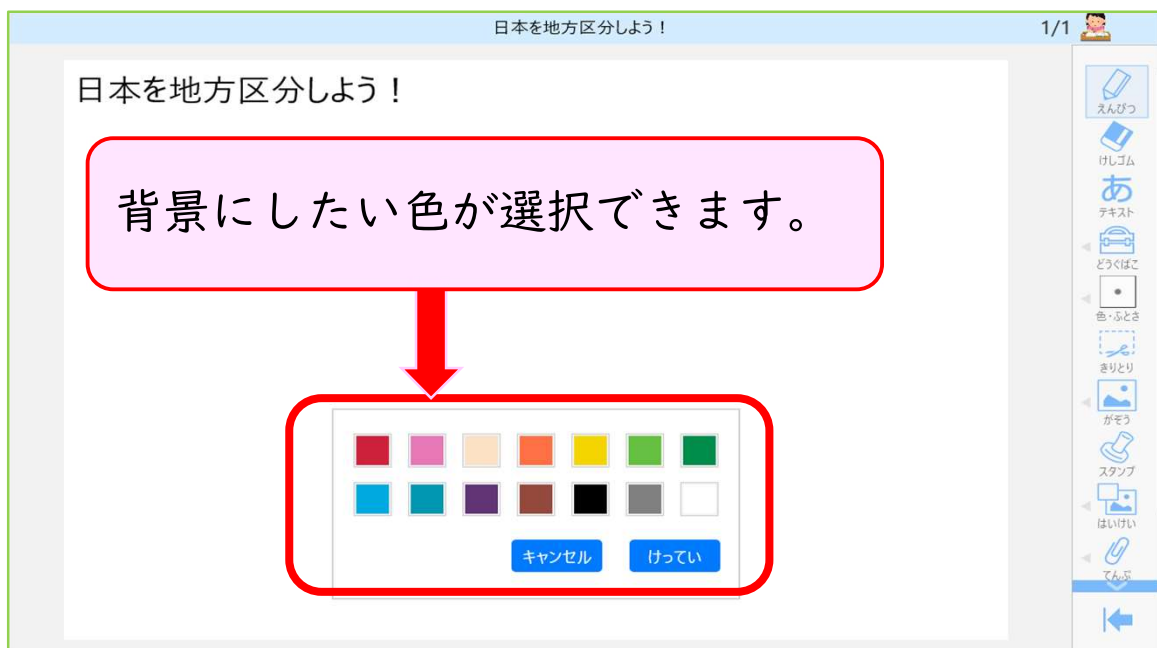 日本を地方区分しよう！
1/1
日本を地方区分しよう！
背景にしたい色が選択できます。
キャンセル
けってい
えんぴつ
けしゴム
あ
テキスト
どうぐばこ
色・ふとさ
きりとり
がぞう
スタンプ
はいけい
てんぷ